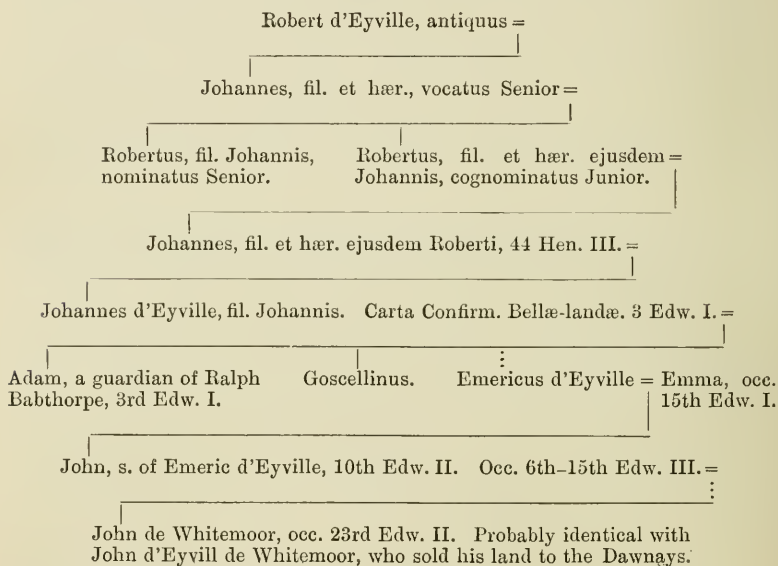 Robert d'Eyville, antiquus =
Johannes, fil. et hær., vocatus Senior =
Robertus, fil. Johannis, nominatus Senior.
Robertus, fil. et hær. ejusdem = Johannis, cognominatus Junior.
Johannes, fil. et hær. ejusdem Roberti, 44 Hen. III. =
Johannes d'Eyville, fil. Johannis. Carta Confirm. Bellæ-landæ. 3 Edw. I. =
Adam, a guardian of Ralph Babthorpe, 3rd Edw. I.
Goscellinus.
Emericus d'Eyville = Emma, occ. 15th Edw. I.
John, s. of Emeric d'Eyville, 10th Edw. II. Occ. 6th–15th Edw. III. =
John de Whitemoor, occ. 23rd Edw. II. Probably identical with
John d'Eyvill de Whitemoor, who sold his land to the Dawnays.